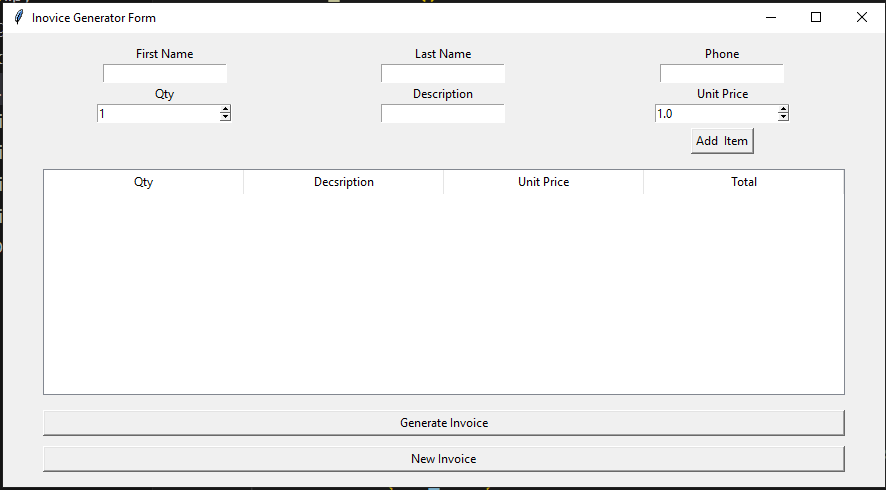 Inovice Generator Form
First Name Last Name Phone
Qty Description Unit Price
1 1.0
Add Item
Qty Decsription Unit Price Total
Generate Invoice
New Invoice